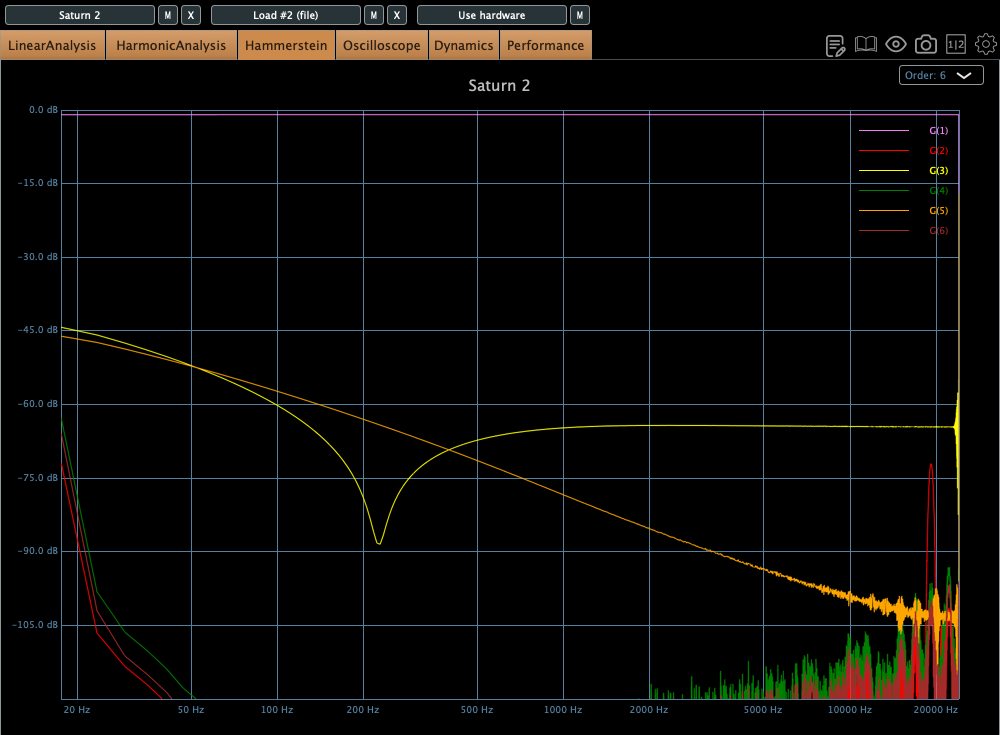 Saturn 2 M X Load #2 (file) M X Use hardware M
LinearAnalysis HarmonicAnalysis Hammerstein Oscilloscope Dynamics Performance 1|2
Order: 6
Saturn 2
0.0 dB
G(1)
G(2)
G(3)
-15.0 dB
G(4)
G(5)
G(6)
-30.0 dB
-45.0 dB
-60.0 dB
-75.0 dB
-90.0 dB
-105.0 dB
20 Hz 50 Hz 100 Hz 200 Hz 500 Hz 1000 Hz 2000 Hz 5000 Hz 10000 Hz 20000 Hz